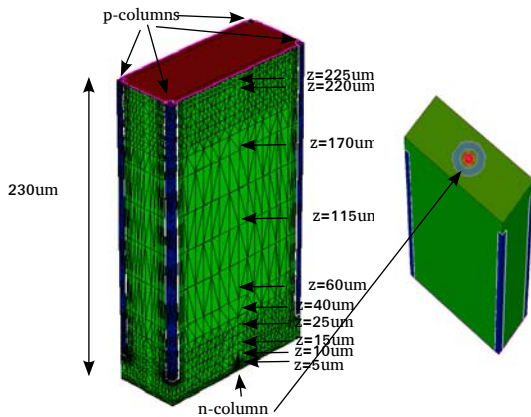 p-columns
z=225um
z=220um
z=170um
230um
z=115um
z=60um
z=40um
z=25um
z=15um
z=10um
z=5um
n-column